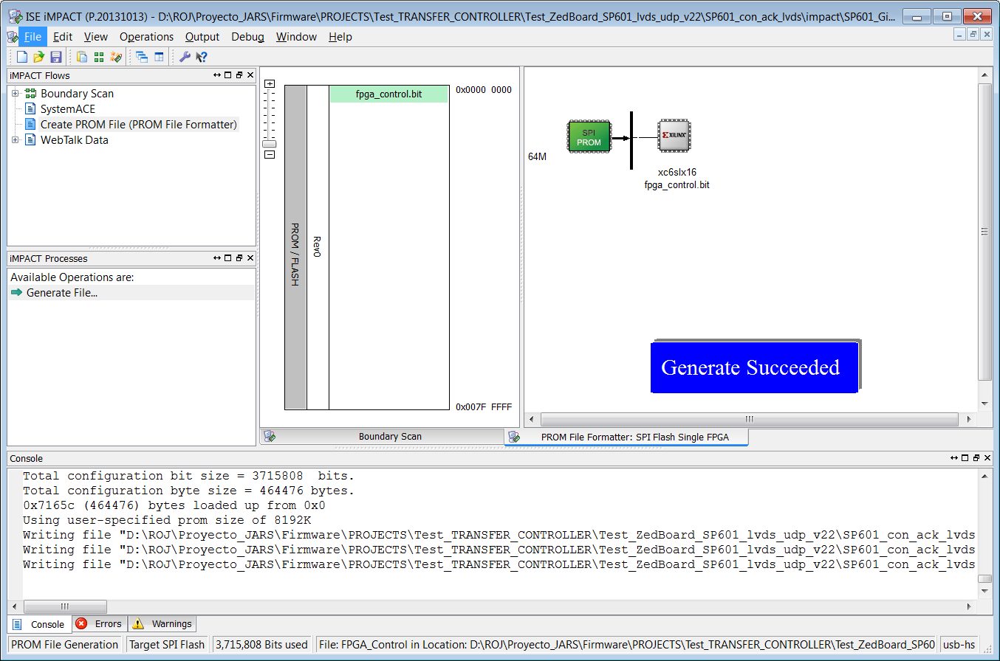 ISE iMPACT (P.20131013) - D:\ROJ\Proyecto_JARS\Firmware\PROJECTS\Test_TRANSFER_CONTROLLER\Test_ZedBoard_SP601_lvds_udp_v22\SP601_con_ack_lvds\impact\SP601_Gi...
File Edit View Operations Output Debug Window Help
iMPACT Flows
Boundary Scan
SystemACE
Create PROM File (PROM File Formatter)
WebTalk Data
iMPACT Processes
Available Operations are:
Generate File...
PROM / FLASH
Rev0
fpga_control.bit
0x0000 0000
0x007F FFFF
64M
SPI
PROM
XILINX
xc6slx16
fpga_control.bit
Generate Succeeded
Boundary Scan
PROM File Formatter: SPI Flash Single FPGA
Console
Total configuration bit size = 3715808 bits.
Total configuration byte size = 464476 bytes.
0x7165c (464476) bytes loaded up from 0x0
Using user-specified prom size of 8192K
Writing file "D:\ROJ\Proyecto_JARS\Firmware\PROJECTS\Test_TRANSFER_CONTROLLER\Test_ZedBoard_SP601_lvds_udp_v22\SP601_con_ack_lvds
Writing file "D:\ROJ\Proyecto_JARS\Firmware\PROJECTS\Test_TRANSFER_CONTROLLER\Test_ZedBoard_SP601_lvds_udp_v22\SP601_con_ack_lvds
Writing file "D:\ROJ\Proyecto_JARS\Firmware\PROJECTS\Test_TRANSFER_CONTROLLER\Test_ZedBoard_SP601_lvds_udp_v22\SP601_con_ack_lvds
Console Errors Warnings
PROM File Generation Target SPI Flash 3,715,808 Bits used File: FPGA_Control in Location: D:\ROJ\Proyecto_JARS\Firmware\PROJECTS\Test_TRANSFER_CONTROLLER\Test_ZedBoard_SP60 usb-hs